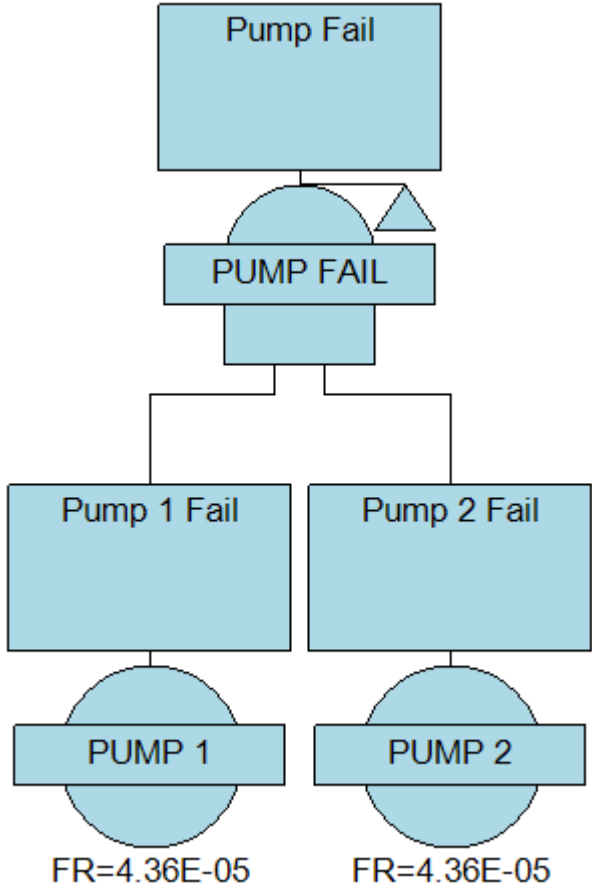 Pump Fail
PUMP FAIL
Pump 1 Fail
Pump 2 Fail
PUMP 1
PUMP 2
FR=4.36E-05
FR=4.36E-05